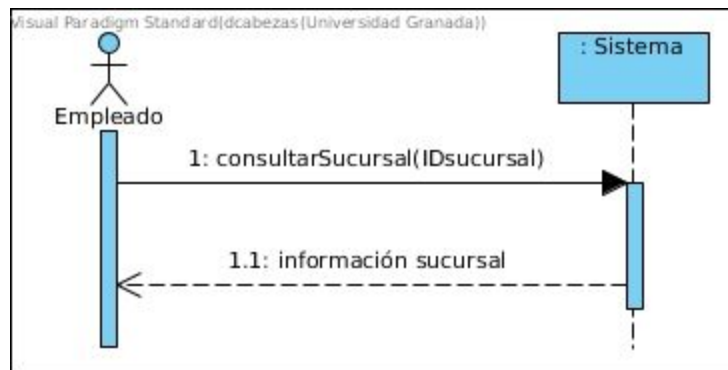 Visual Paradigm Standard(dcabezas(Universidad Granada))
: Sistema
Empleado
1: consultarSucursal(IDsucursal)
1.1: información sucursal